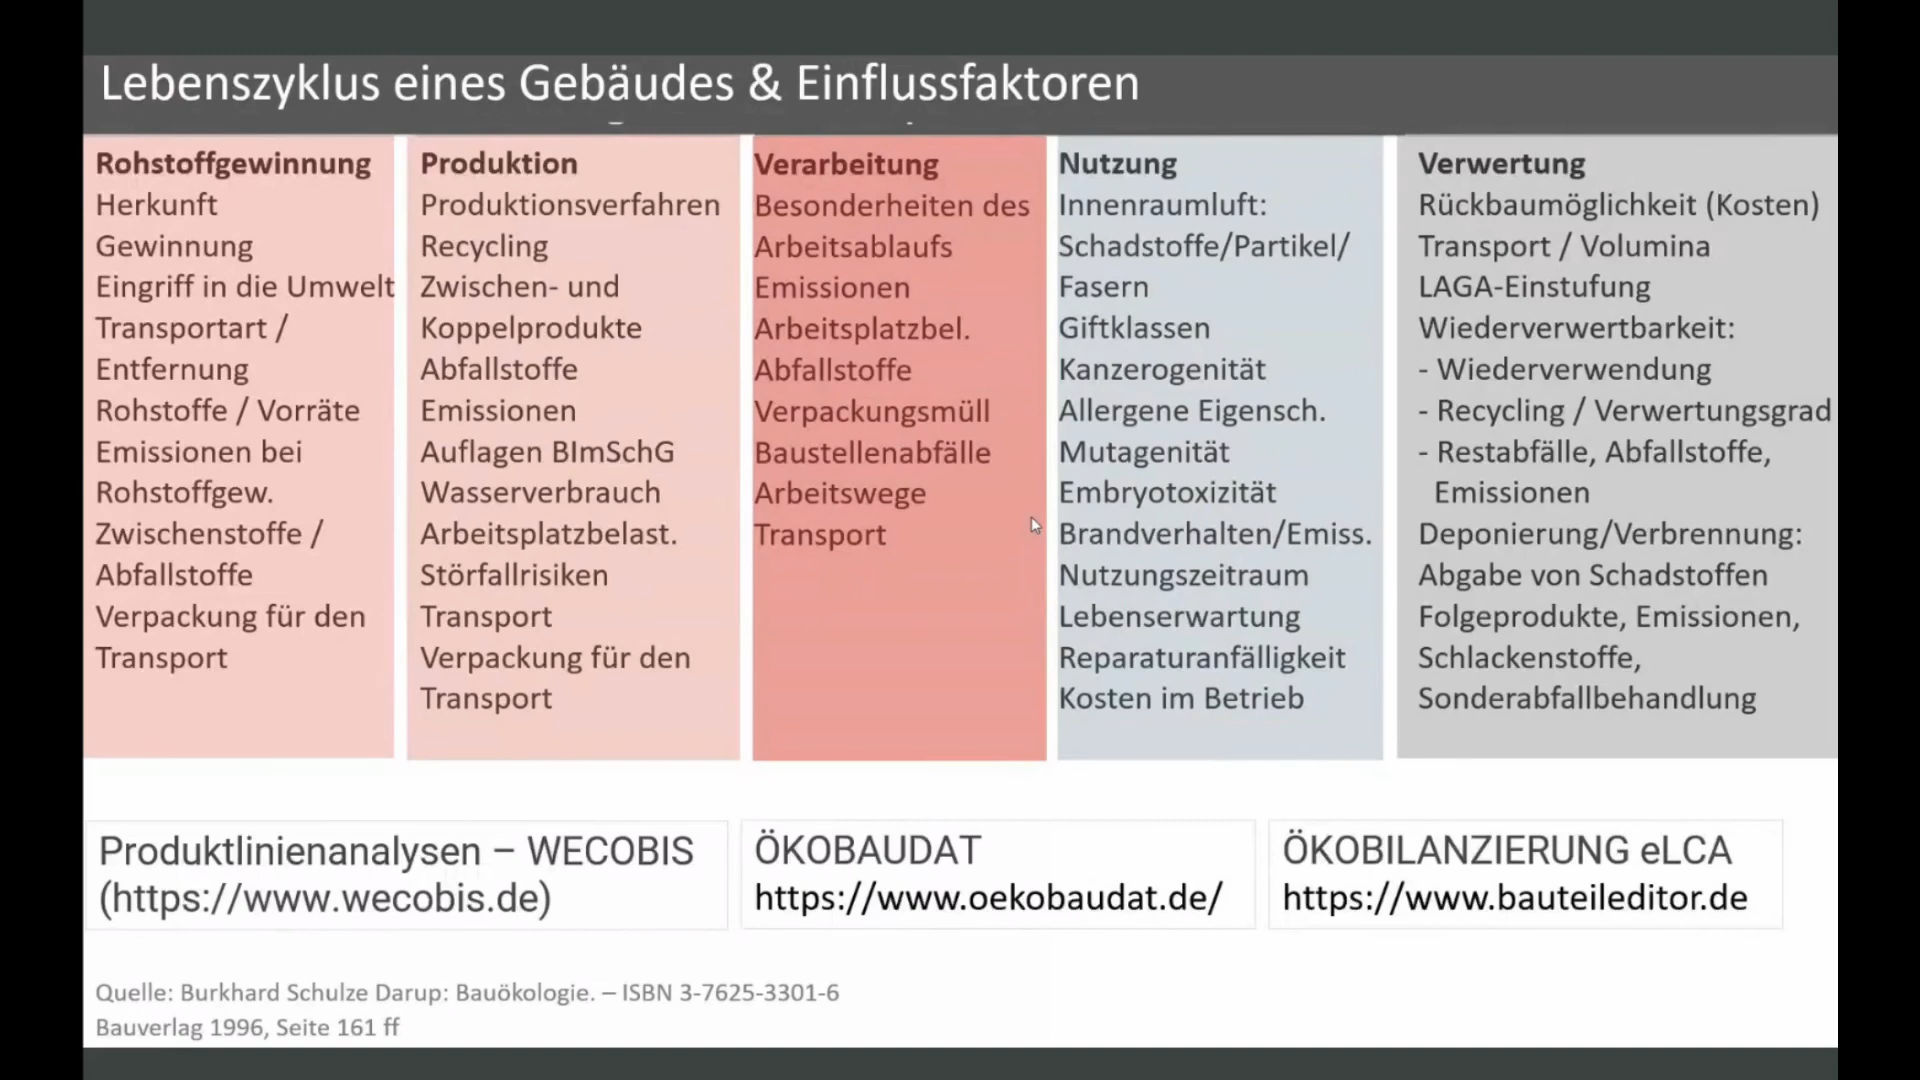 Lebenszyklus eines Gebäudes & Einflussfaktoren
Rohstoffgewinnung
Herkunft
Gewinnung
Eingriff in die Umwelt
Transportart /
Entfernung
Rohstoffe / Vorräte
Emissionen bei
Rohstoffgew.
Zwischenstoffe /
Abfallstoffe
Verpackung für den
Transport
Produktion
Produktionsverfahren
Recycling
Zwischen- und
Koppelprodukte
Abfallstoffe
Emissionen
Auflagen BImSchG
Wasserverbrauch
Arbeitsplatzbelast.
Störfallrisiken
Transport
Verpackung für den
Transport
Verarbeitung
Besonderheiten des
Arbeitsablaufs
Emissionen
Arbeitsplatzbel.
Abfallstoffe
Verpackungsmüll
Baustellenabfälle
Arbeitswege
Transport
Nutzung
Innenraumluft:
Schadstoffe/Partikel/
Fasern
Giftklassen
Kanzerogenität
Allergene Eigensch.
Mutagenität
Embryotoxizität
Brandverhalten/Emiss.
Nutzungszeitraum
Lebenserwartung
Reparaturanfälligkeit
Kosten im Betrieb
Verwertung
Rückbaumöglichkeit (Kosten)
Transport / Volumina
LAGA-Einstufung
Wiederverwertbarkeit:
- Wiederverwendung
- Recycling / Verwertungsgrad
- Restabfälle, Abfallstoffe,
Emissionen
Deponierung/Verbrennung:
Abgabe von Schadstoffen
Folgeprodukte, Emissionen,
Schlackenstoffe,
Sonderabfallbehandlung
Produktlinienanalysen – WECOBIS
(https://www.wecobis.de)
ÖKOBAUDAT
https://www.oekobaudat.de/
ÖKOBILANZIERUNG eLCA
https://www.bauteileditor.de
Quelle: Burkhard Schulze Darup: Bauökologie. – ISBN 3-7625-3301-6
Bauverlag 1996, Seite 161 ff